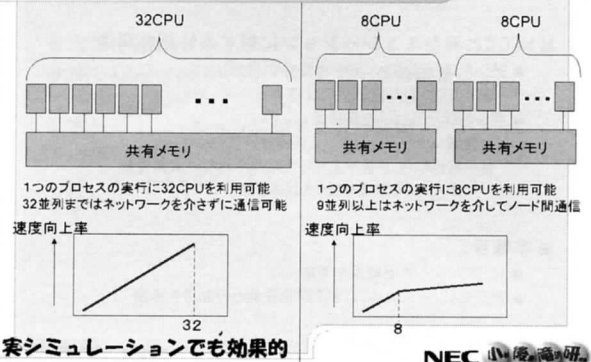 32CPU
8CPU
8CPU
共有メモリ
共有メモリ
共有メモリ
1つのプロセスの実行に32CPUを利用可能
32並列まではネットワークを介さずに通信可能
1つのプロセスの実行に8CPUを利用可能
9並列以上はネットワークを介してノード間通信
速度向上率
32
速度向上率
8
実シミュレーションでも効果的
NEC